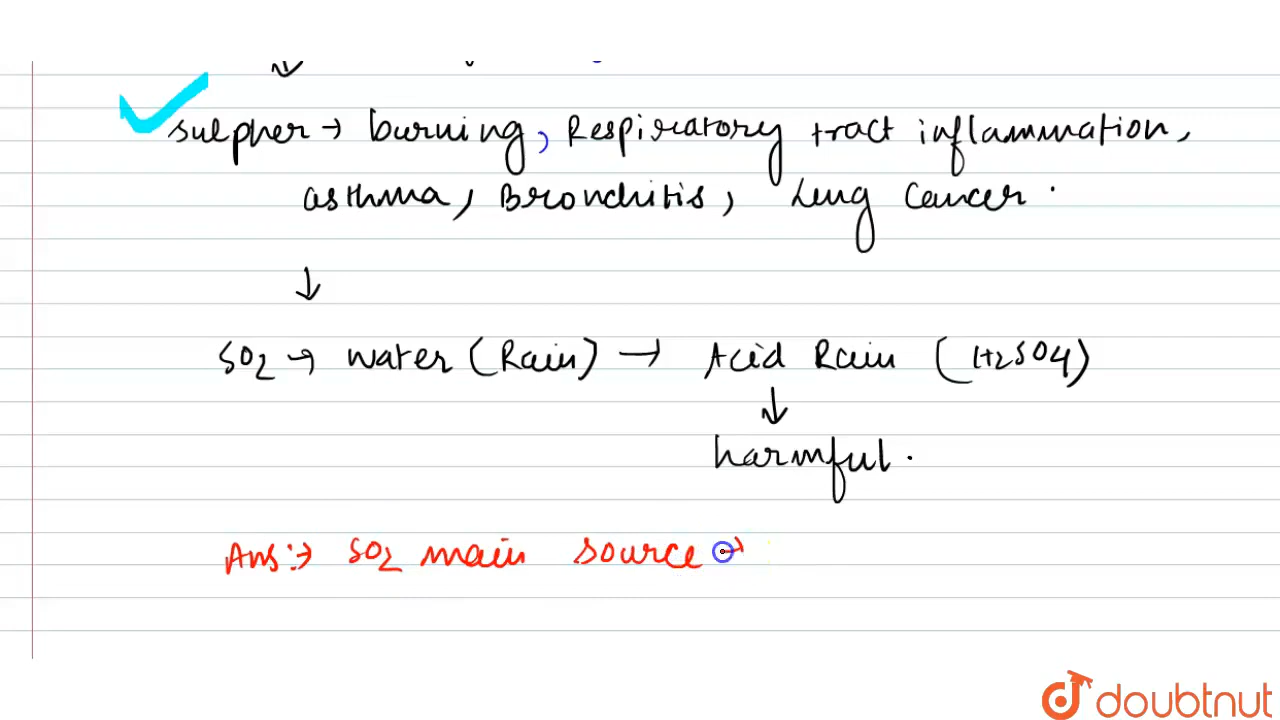 Sulpher → burning, Respiratory tract inflammation,
asthma, Bronchitis, Lung Cancer.
↓
SO2 → water (Rain) → Acid Rain (H2SO4)
↓
harmful.
Ans:→ SO2 main source →
doubtnut